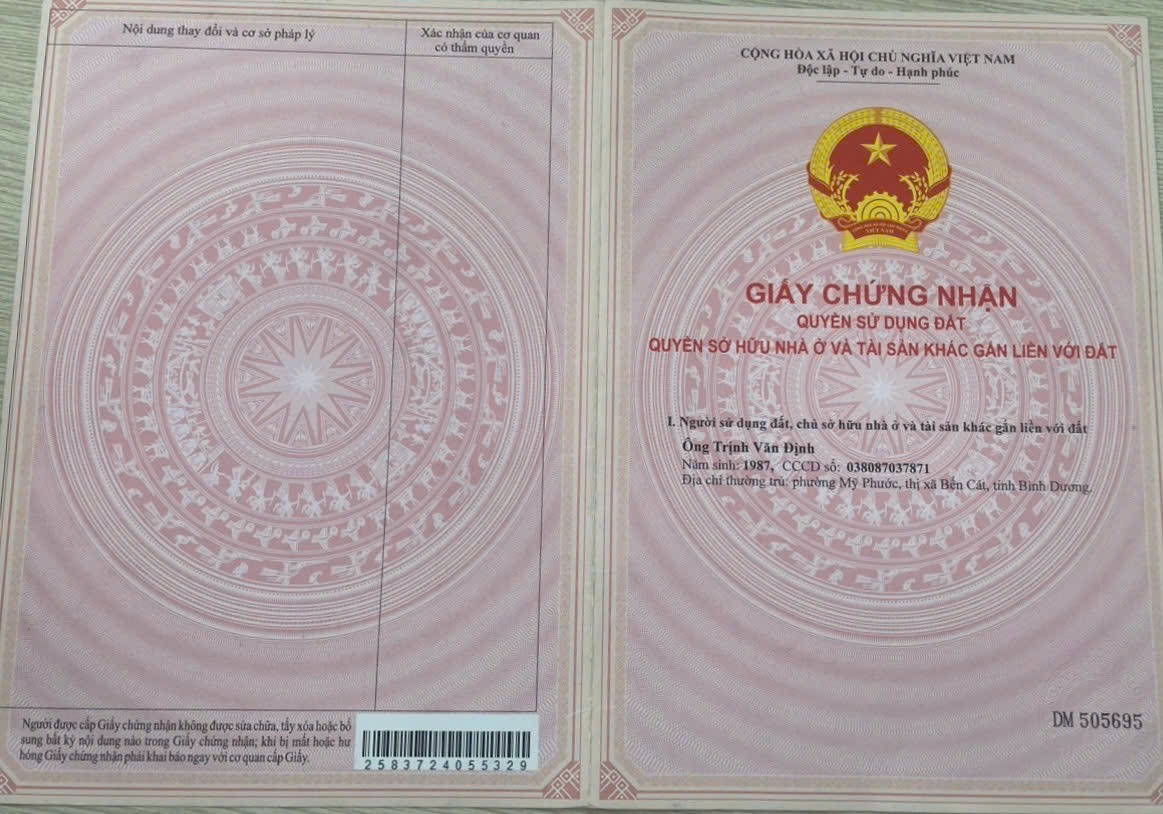 Nội dung thay đổi và cơ sở pháp lý
Xác nhận của cơ quan
có thẩm quyền
Người được cấp Giấy chứng nhận không được sửa chữa, tẩy xóa hoặc bổ
sung bất kỳ nội dung nào trong Giấy chứng nhận; khi bị mất hoặc hư
hỏng Giấy chứng nhận phải khai báo ngay với cơ quan cấp Giấy.
2583724055329
CỘNG HÒA XÃ HỘI CHỦ NGHĨA VIỆT NAM
Độc lập - Tự do - Hạnh phúc
VIỆT NAM
GIẤY CHỨNG NHẬN
QUYỀN SỬ DỤNG ĐẤT
QUYỀN SỞ HỮU NHÀ Ở VÀ TÀI SẢN KHÁC GẮN LIỀN VỚI ĐẤT
I. Người sử dụng đất, chủ sở hữu nhà ở và tài sản khác gắn liền với đất
Ông Trịnh Văn Định
Năm sinh: 1987, CCCD số: 038087037871
Địa chỉ thường trú: phường Mỹ Phước, thị xã Bến Cát, tỉnh Bình Dương.
DM 505695